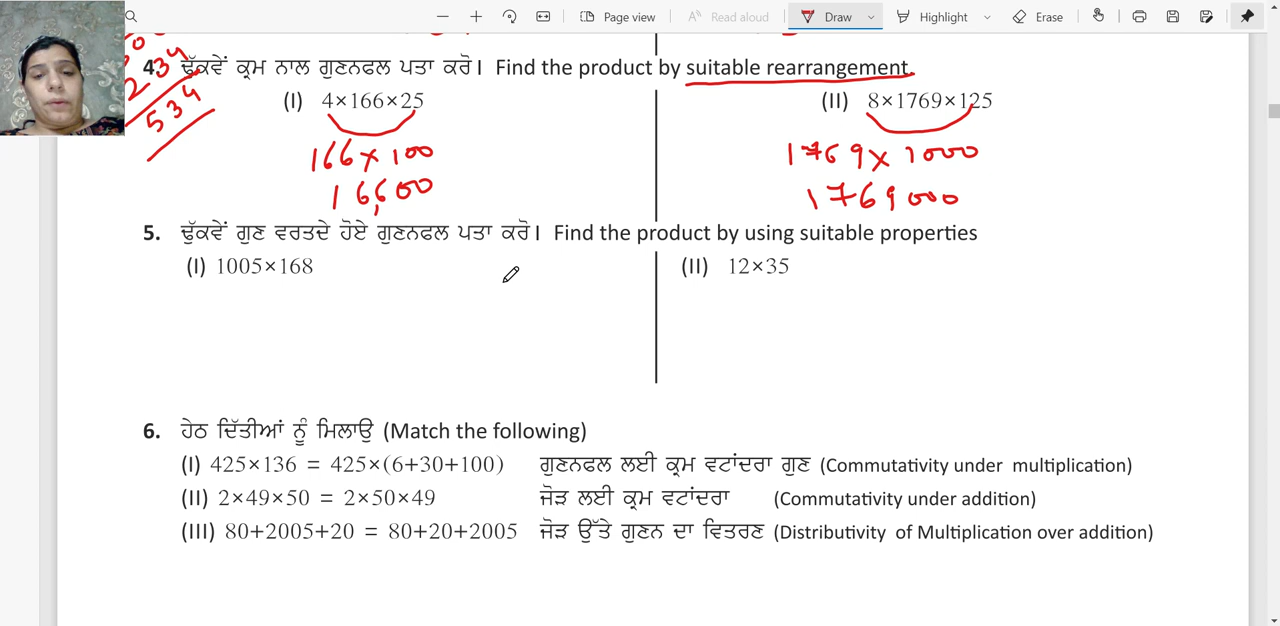 Page view Read aloud Draw Highlight Erase
234
534
4. ਢੁੱਕਵੇਂ ਕ੍ਰਮ ਨਾਲ ਗੁਣਨਫਲ ਪਤਾ ਕਰੋ। Find the product by suitable rearrangement.
(I) 4×166×25 (II) 8×1769×125
166×100 1769×1000
16,600 1769000
5. ਢੁੱਕਵੇਂ ਗੁਣ ਵਰਤਦੇ ਹੋਏ ਗੁਣਨਫਲ ਪਤਾ ਕਰੋ। Find the product by using suitable properties
(I) 1005×168 (II) 12×35
6. ਹੇਠ ਦਿੱਤੀਆਂ ਨੂੰ ਮਿਲਾਉ (Match the following)
(I) 425×136 = 425×(6+30+100) ਗੁਣਨਫਲ ਲਈ ਕ੍ਰਮ ਵਟਾਂਦਰਾ ਗੁਣ (Commutativity under multiplication)
(II) 2×49×50 = 2×50×49 ਜੋੜ ਲਈ ਕ੍ਰਮ ਵਟਾਂਦਰਾ (Commutativity under addition)
(III) 80+2005+20 = 80+20+2005 ਜੋੜ ਉੱਤੇ ਗੁਣਨ ਦਾ ਵਿਤਰਣ (Distributivity of Multiplication over addition)